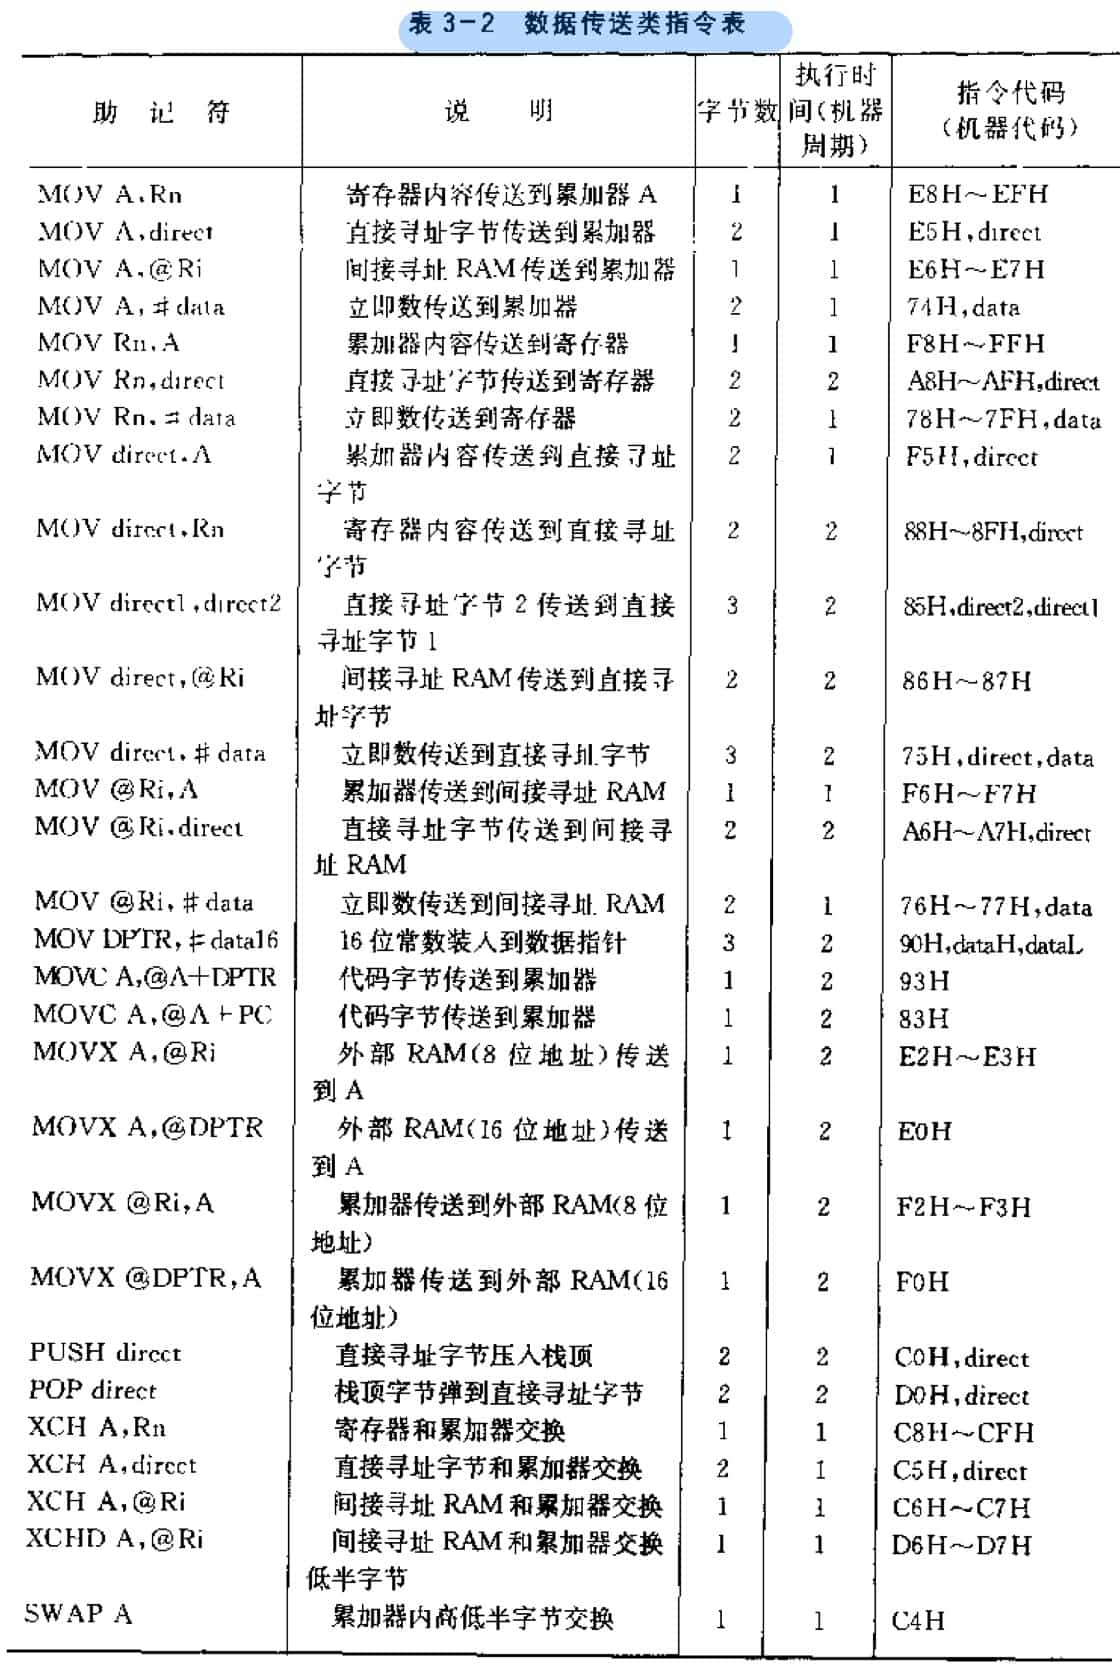 表 3-2 数据传送类指令表
助 记 符 说 明 字节数 执行时间(机器周期) 指令代码(机器代码)
MOV A,Rn 寄存器内容传送到累加器 A 1 1 E8H～EFH
MOV A,direct 直接寻址字节传送到累加器 2 1 E5H,direct
MOV A,@Ri 间接寻址 RAM 传送到累加器 1 1 E6H～E7H
MOV A,#data 立即数传送到累加器 2 1 74H,data
MOV Rn,A 累加器内容传送到寄存器 1 1 F8H～FFH
MOV Rn,direct 直接寻址字节传送到寄存器 2 2 A8H～AFH,direct
MOV Rn,#data 立即数传送到寄存器 2 1 78H～7FH,data
MOV direct,A 累加器内容传送到直接寻址 2 1 F5H,direct
字节
MOV direct,Rn 寄存器内容传送到直接寻址 2 2 88H～8FH,direct
字节
MOV direct1,direct2 直接寻址字节 2 传送到直接 3 2 85H,direct2,direct1
寻址字节 1
MOV direct,@Ri 间接寻址 RAM 传送到直接寻 2 2 86H～87H
址字节
MOV direct,#data 立即数传送到直接寻址字节 3 2 75H,direct,data
MOV @Ri,A 累加器传送到间接寻址 RAM 1 1 F6H～F7H
MOV @Ri,direct 直接寻址字节传送到间接寻 2 2 A6H～A7H,direct
址 RAM
MOV @Ri,#data 立即数传送到间接寻址 RAM 2 1 76H～77H,data
MOV DPTR,#data16 16 位常数装入到数据指针 3 2 90H,dataH,dataL
MOVC A,@A+DPTR 代码字节传送到累加器 1 2 93H
MOVC A,@A+PC 代码字节传送到累加器 1 2 83H
MOVX A,@Ri 外部 RAM(8 位地址)传送 1 2 E2H～E3H
到 A
MOVX A,@DPTR 外部 RAM(16 位地址)传送 1 2 E0H
到 A
MOVX @Ri,A 累加器传送到外部 RAM(8 位 1 2 F2H～F3H
地址)
MOVX @DPTR,A 累加器传送到外部 RAM(16 1 2 F0H
位地址)
PUSH direct 直接寻址字节压入栈顶 2 2 C0H,direct
POP direct 栈顶字节弹到直接寻址字节 2 2 D0H,direct
XCH A,Rn 寄存器和累加器交换 1 1 C8H～CFH
XCH A,direct 直接寻址字节和累加器交换 2 1 C5H,direct
XCH A,@Ri 间接寻址 RAM 和累加器交换 1 1 C6H～C7H
XCHD A,@Ri 间接寻址 RAM 和累加器交换 1 1 D6H～D7H
低半字节
SWAP A 累加器内高低半字节交换 1 1 C4H